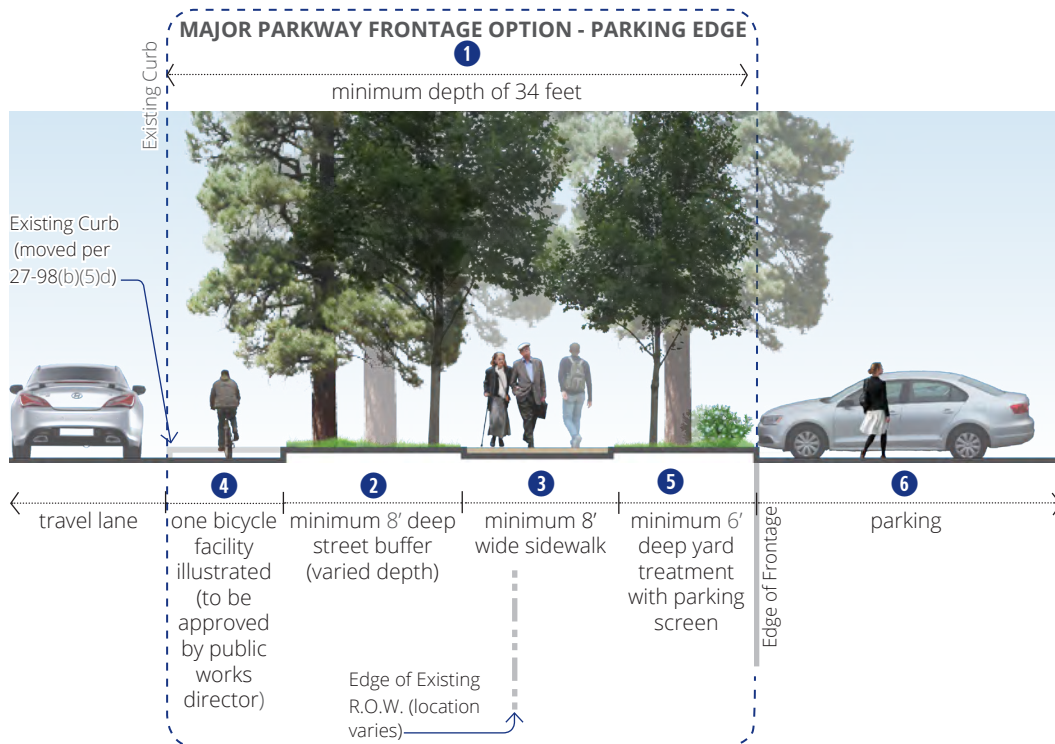 MAJOR PARKWAY FRONTAGE OPTION - PARKING EDGE
1
minimum depth of 34 feet
Existing Curb
Existing Curb
(moved per
27-98(b)(5)d)
4
2
3
5
6
travel lane
one bicycle
facility
illustrated
(to be
approved
by public
works
director)
minimum 8' deep
street buffer
(varied depth)
minimum 8'
wide sidewalk
minimum 6'
deep yard
treatment
with parking
screen
Edge of Frontage
parking
Edge of Existing
R.O.W. (location
varies)